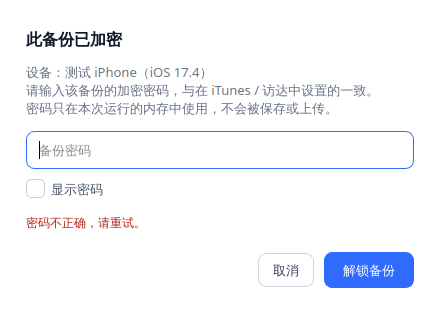 此备份已加密
设备：测试 iPhone（iOS 17.4）
请输入该备份的加密密码，与在 iTunes / 访达中设置的一致。
密码只在本次运行的内存中使用，不会被保存或上传。
备份密码
显示密码
密码不正确，请重试。
取消
解锁备份